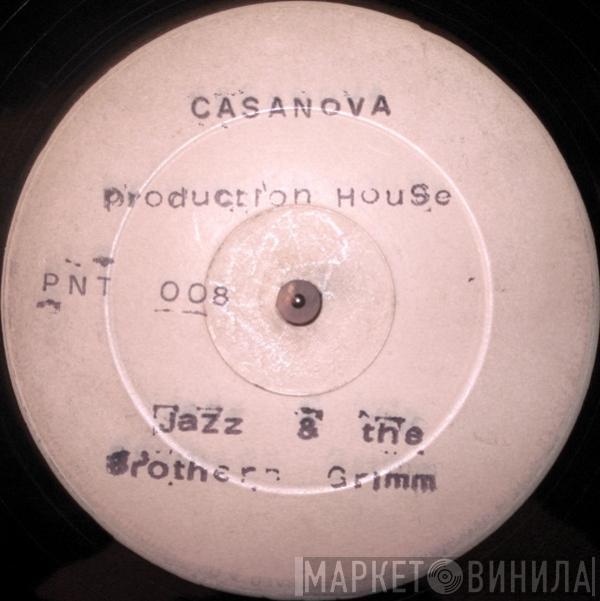 CASANOVA
production House
PNT 008
Jazz & the
Brothers Grimm
МАРКЕТ ВИНИЛА